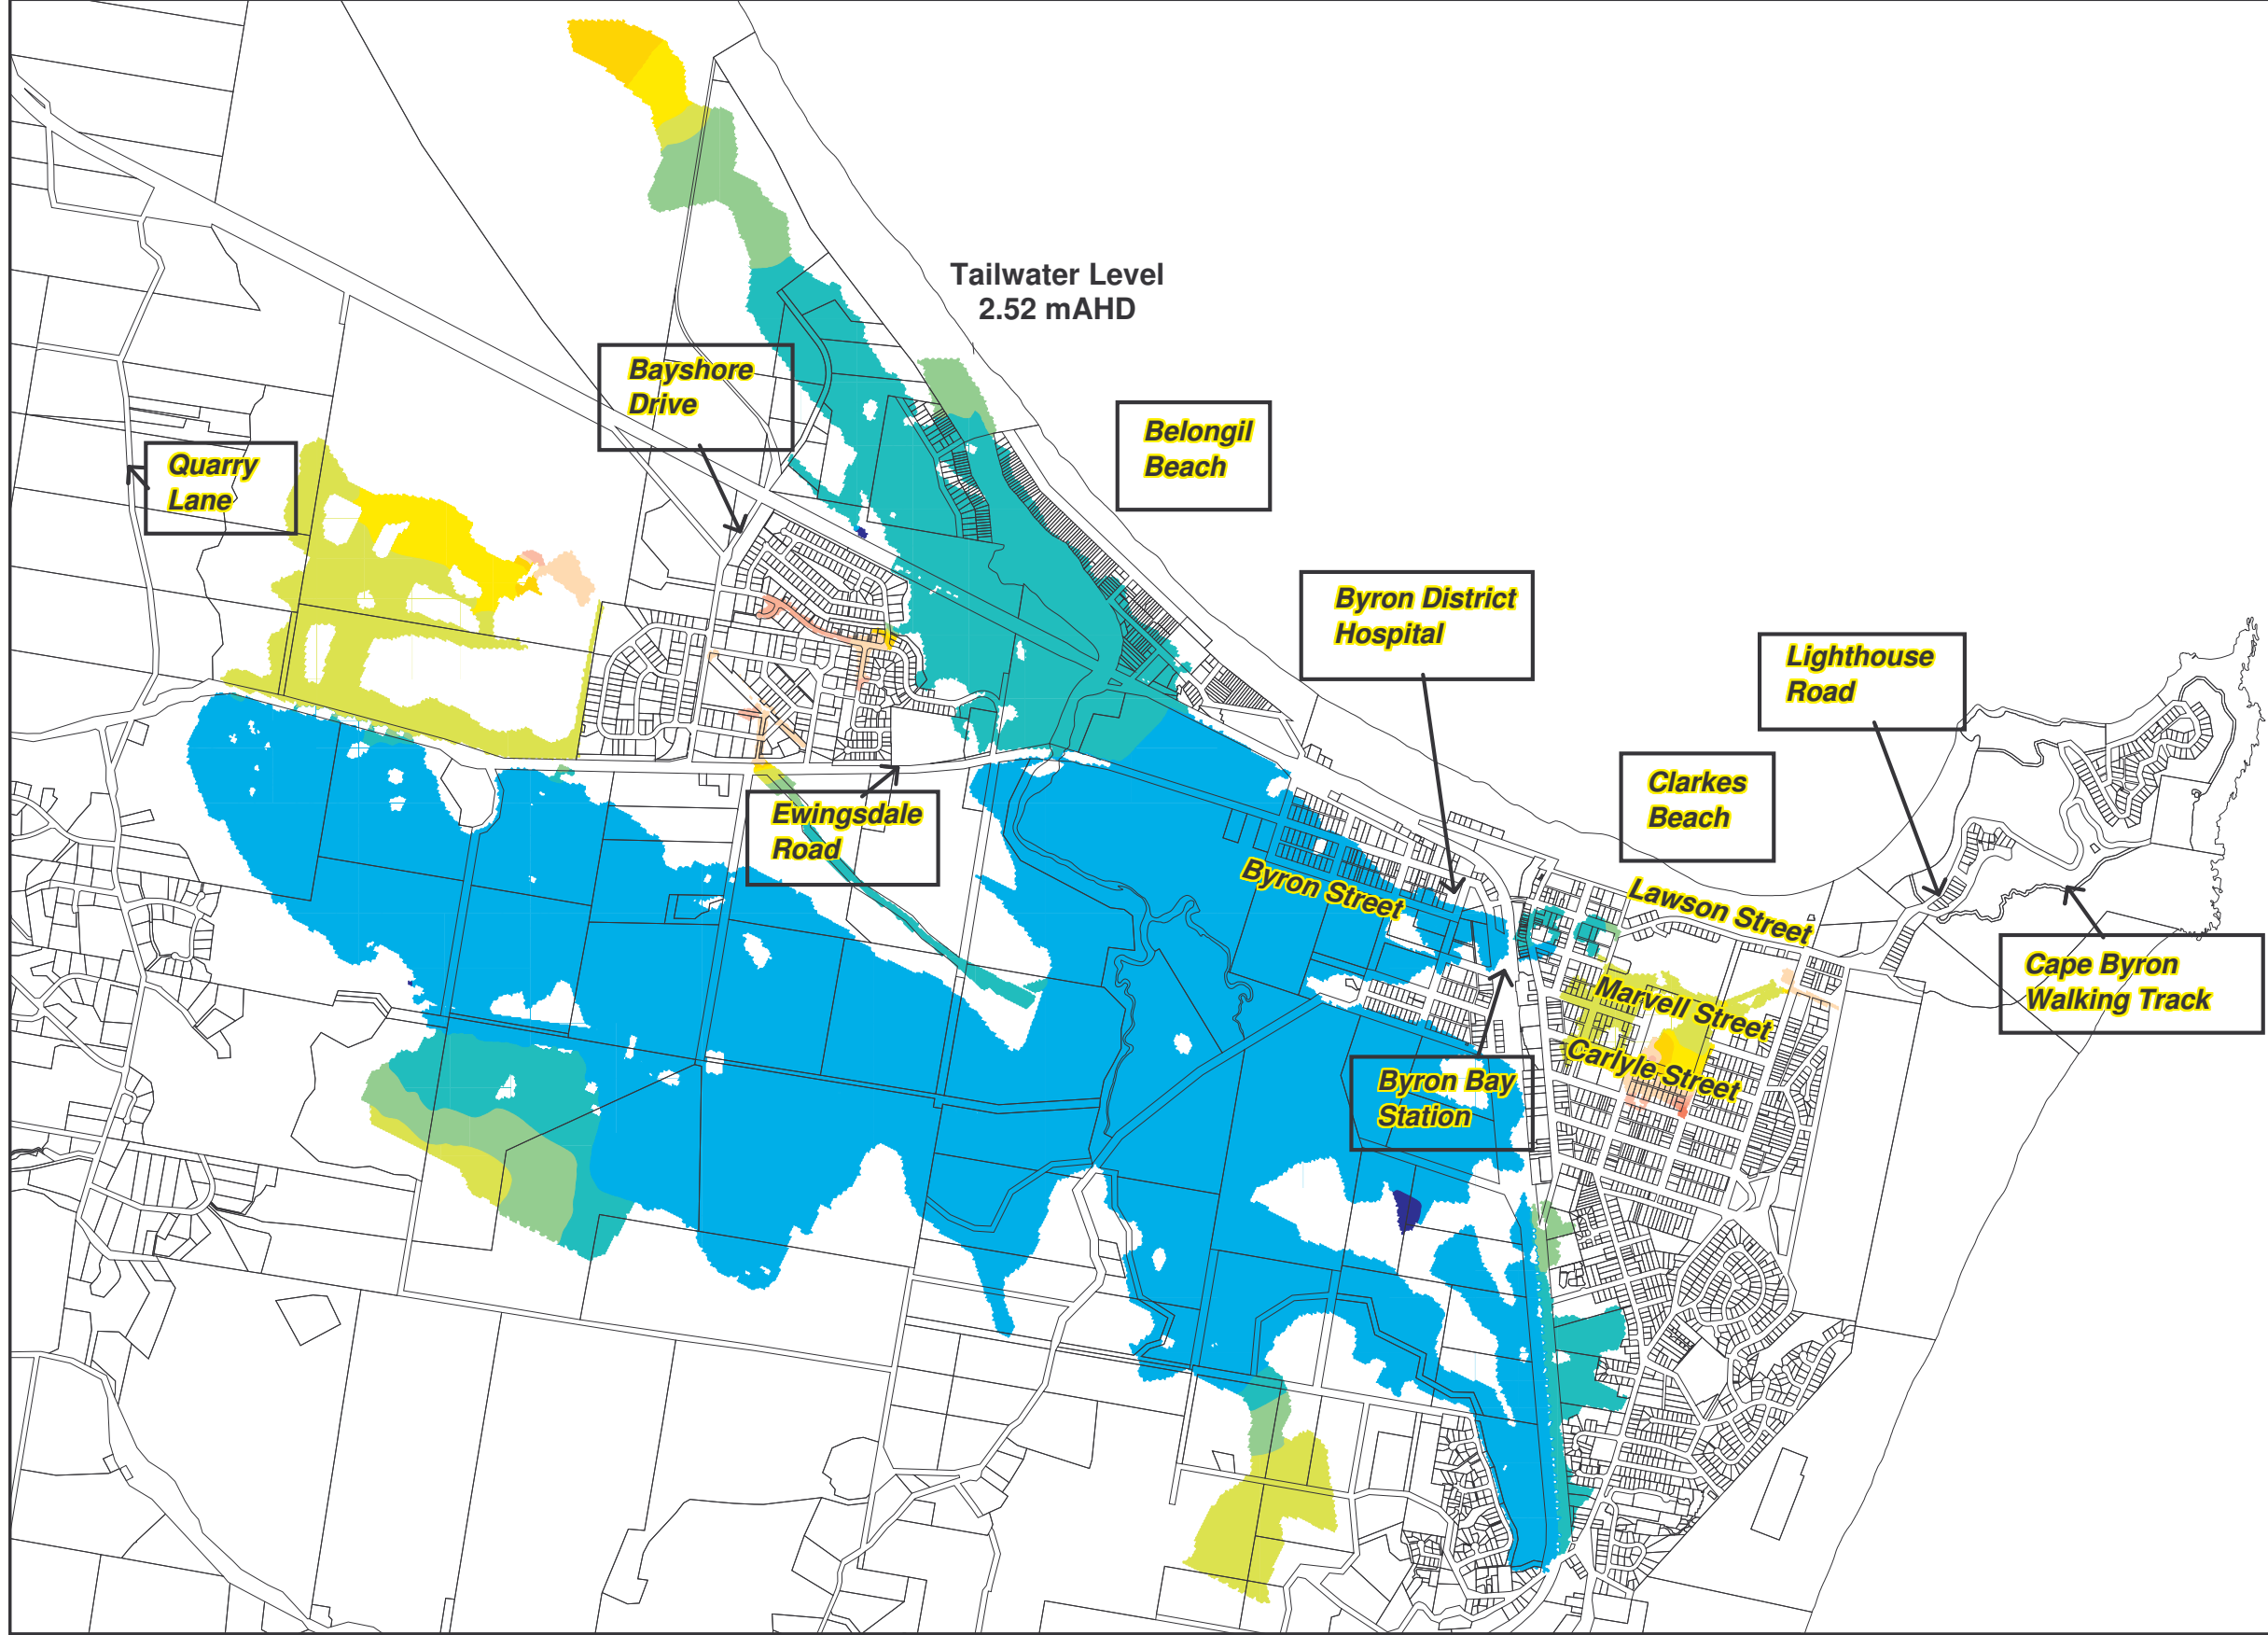 Tailwater Level
2.52 mAHD
Bayshore
Drive
Belongil
Beach
Quarry
Lane
Byron District
Hospital
Lighthouse
Road
Clarkes
Beach
Ewingsdale
Road
Byron Street
Lawson Street
Cape Byron
Walking Track
Marvell Street
Carlyle Street
Byron Bay
Station